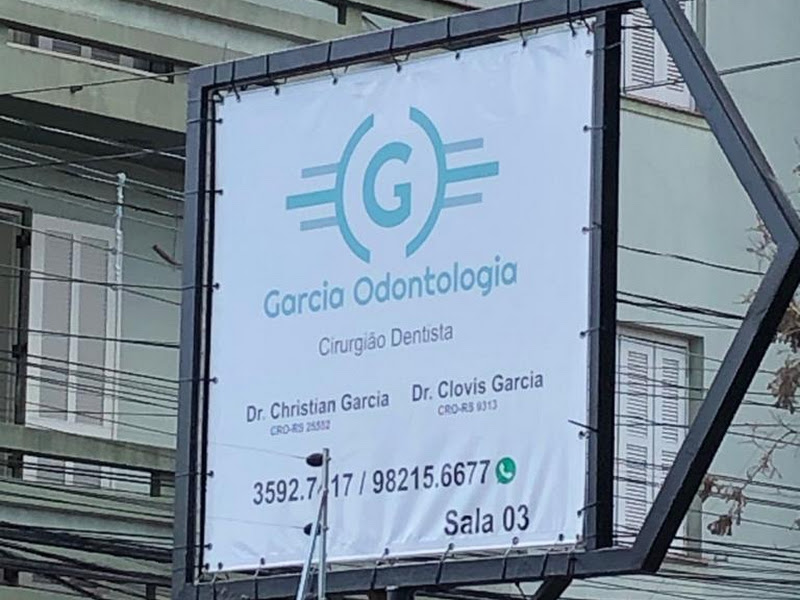 G
Garcia Odontologia
Cirurgião Dentista
Dr. Christian Garcia Dr. Clovis Garcia
CRO-RS 25552 CRO-RS 9313
/ 98215.6677
Sala 03